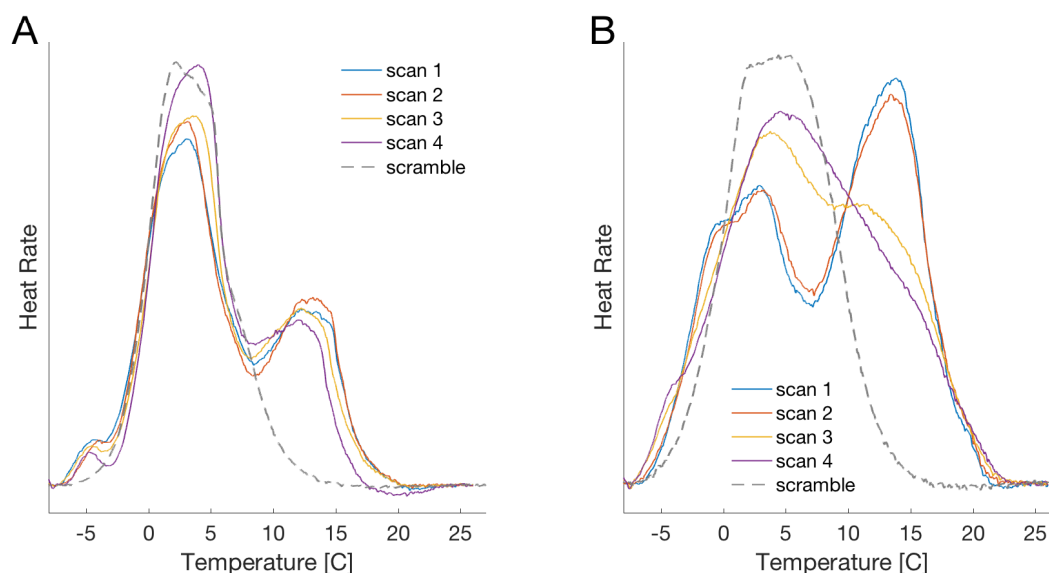 A
scan 1
scan 2
scan 3
scan 4
scramble
Heat Rate
-5 0 5 10 15 20 25
Temperature [C]
B
scan 1
scan 2
scan 3
scan 4
scramble
Heat Rate
-5 0 5 10 15 20 25
Temperature [C]